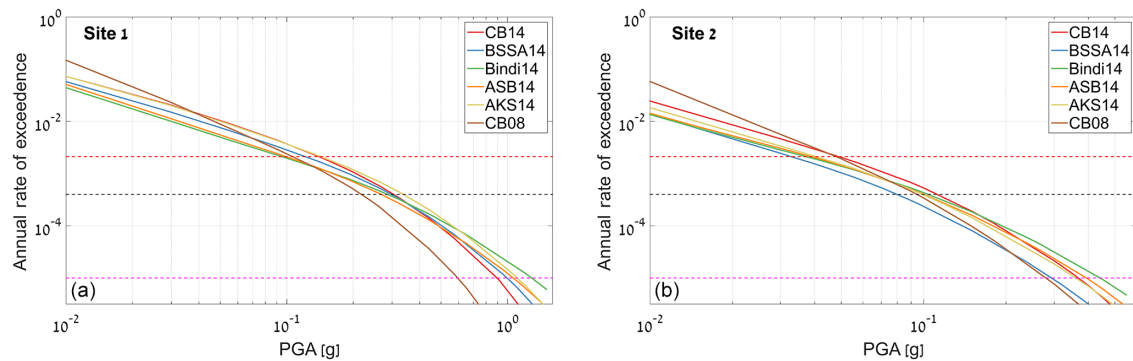 Site 1
CB14
BSSA14
Bindi14
ASB14
AKS14
CB08
10^0
10^-2
10^-4
Annual rate of exceedence
(a)
10^-2
10^-1
10^0
PGA [g]
Site 2
CB14
BSSA14
Bindi14
ASB14
AKS14
CB08
10^0
10^-2
10^-4
Annual rate of exceedence
(b)
10^-2
10^-1
PGA [g]